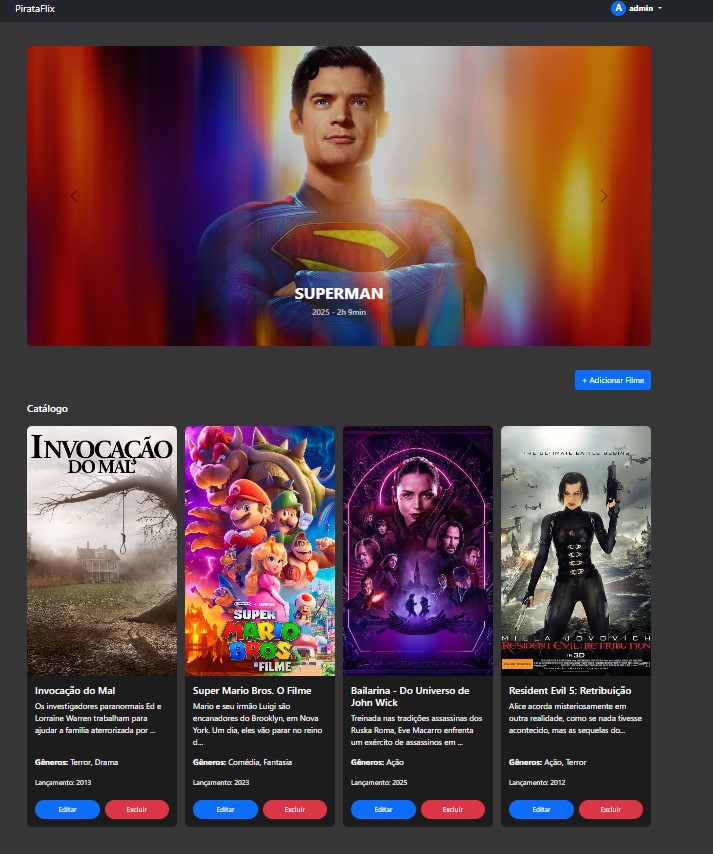 PirataFlix
A admin
SUPERMAN
2025 - 2h 9min
+ Adicionar Filme
Catálogo
INVOCAÇÃO
DO MAL
SUPER
MARIO
BROS
O FILME
THE ULTIMATE BATTLE BEGINS
MILLA JOVOVICH
RESIDENT EVIL: RETRIBUTION
IN 3D
Invocação do Mal
Os investigadores paranormais Ed e
Lorraine Warren trabalham para
ajudar a família aterrorizada por ...
Gêneros: Terror, Drama
Lançamento: 2013
Editar Excluir
Super Mario Bros. O Filme
Mario e seu irmão Luigi são
encanadores do Brooklyn, em Nova
York. Um dia, eles vão parar no reino
d...
Gêneros: Comédia, Fantasia
Lançamento: 2023
Editar Excluir
Bailarina - Do Universo de
John Wick
Treinada nas tradições assassinas dos
Ruska Roma, Eve Macarro enfrenta
um exército de assassinos em ...
Gêneros: Ação
Lançamento: 2025
Editar Excluir
Resident Evil 5: Retribuição
Alice acorda misteriosamente em
outra realidade, como se nada tivesse
acontecido, mas as sequelas do...
Gêneros: Ação, Terror
Lançamento: 2012
Editar Excluir